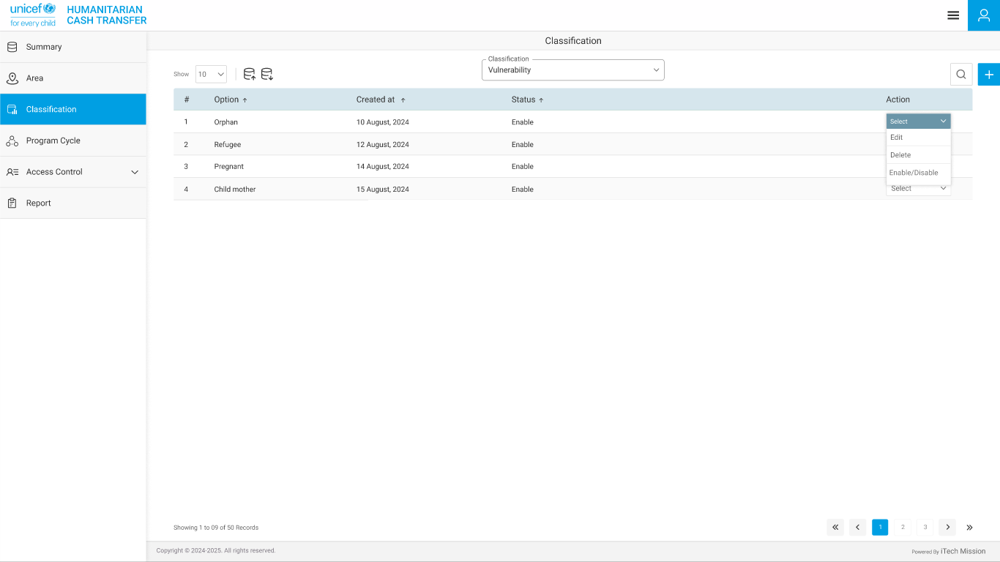 unicef
for every child
HUMANITARIAN
CASH TRANSFER
Summary
Area
Classification
Program Cycle
Access Control
Report
Classification
Show 10
Classification
Vulnerability
# Option Created at Status Action
1 Orphan 10 August, 2024 Enable Select
2 Refugee 12 August, 2024 Enable
3 Pregnant 14 August, 2024 Enable
4 Child mother 15 August, 2024 Enable Select
Edit
Delete
Enable/Disable
Showing 1 to 09 of 50 Records
1 2 3
Copyright © 2024-2025. All rights reserved.
Powered By iTech Mission